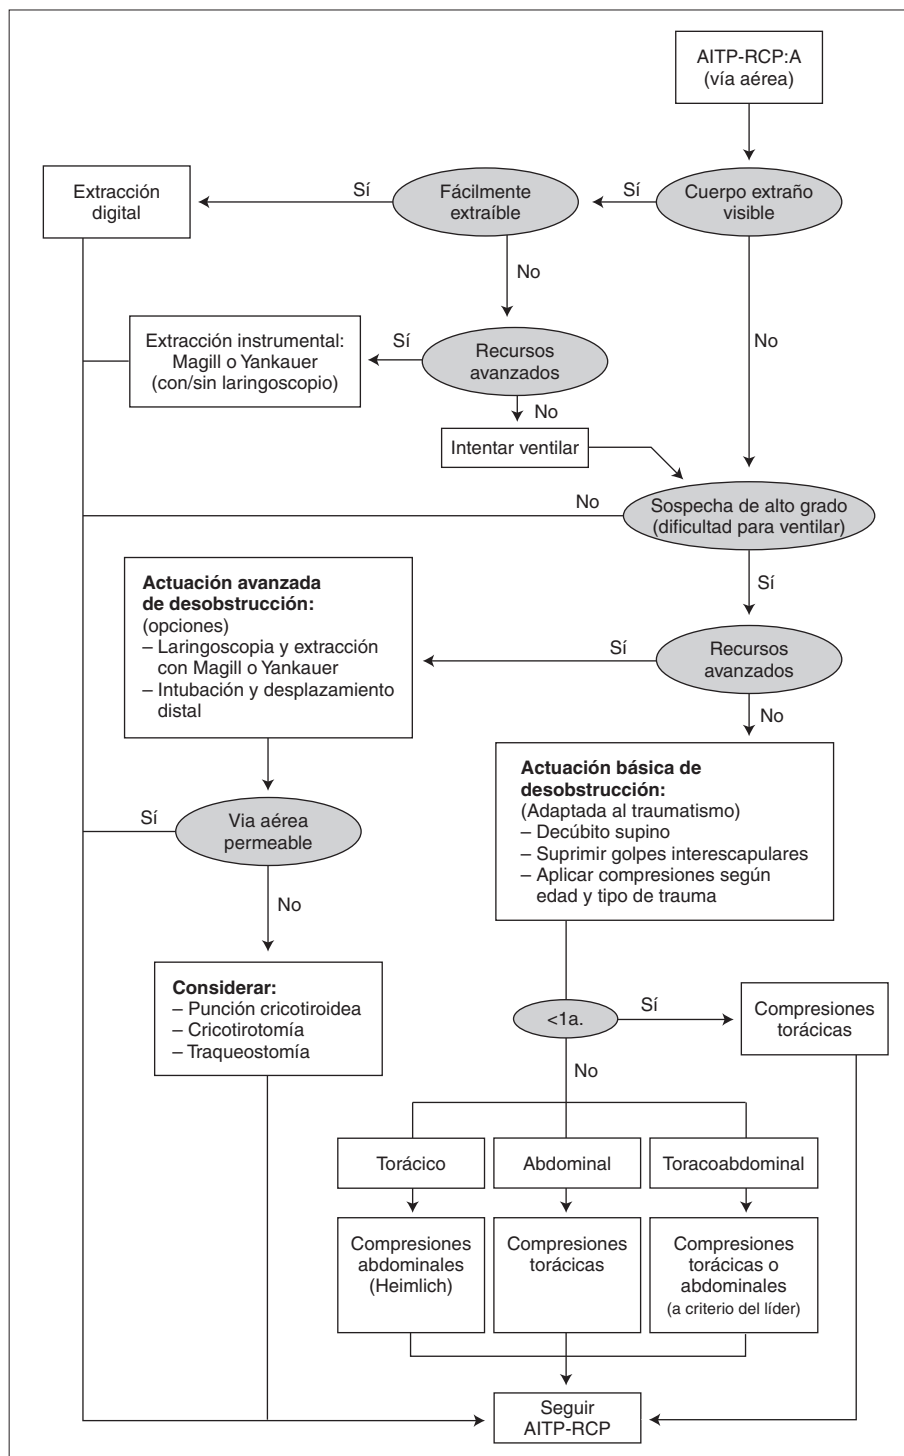 AITP-RCP:A
(vía aérea)
Cuerpo extraño
visible
Sí
Fácilmente
extraíble
Sí
Extracción
digital
No
No
Recursos
avanzados
Sí
Extracción instrumental:
Magill o Yankauer
(con/sin laringoscopio)
No
Intentar ventilar
Sospecha de alto grado
(dificultad para ventilar)
No
Sí
Recursos
avanzados
Sí
Actuación avanzada
de desobstrucción:
(opciones)
– Laringoscopia y extracción
con Magill o Yankauer
– Intubación y desplazamiento
distal
No
Actuación básica de
desobstrucción:
(Adaptada al traumatismo)
– Decúbito supino
– Suprimir golpes interescapulares
– Aplicar compresiones según
edad y tipo de trauma
Via aérea
permeable
Sí
No
Considerar:
– Punción cricotiroidea
– Cricotirotomía
– Traqueostomía
<1a.
Sí
Compresiones
torácicas
No
Torácico
Abdominal
Toracoabdominal
Compresiones
abdominales
(Heimlich)
Compresiones
torácicas
Compresiones
torácicas o
abdominales
(a criterio del líder)
Seguir
AITP-RCP